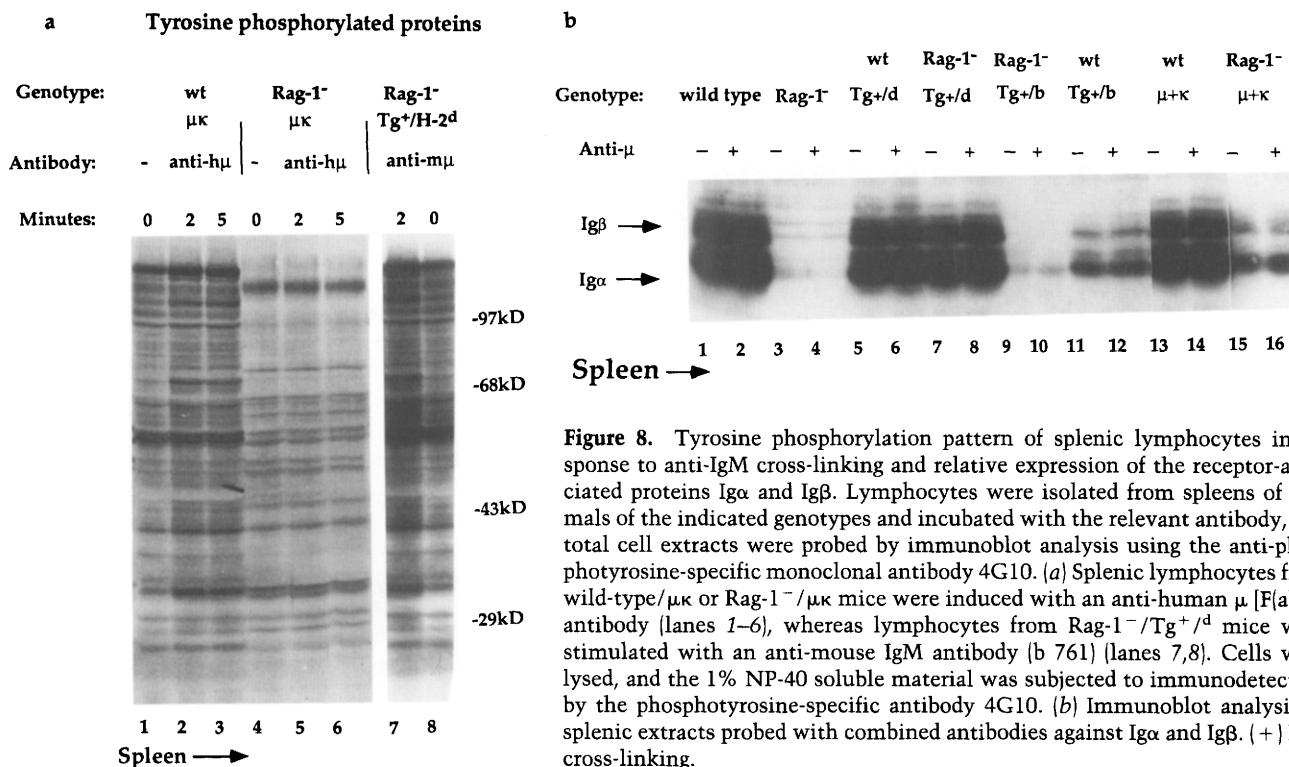 a Tyrosine phosphorylated proteins
Genotype: wt μκ Rag-1⁻ μκ Rag-1⁻ Tg⁺/H-2ᵈ
Antibody: - anti-hμ - anti-hμ anti-mμ
Minutes: 0 2 5 0 2 5 2 0
-97kD
-68kD
-43kD
-29kD
1 2 3 4 5 6 7 8
Spleen
b
wt Rag-1⁻ Rag-1⁻ wt wt Rag-1⁻
Genotype: wild type Rag-1⁻ Tg+/d Tg+/d Tg+/b Tg+/b μ+κ μ+κ
Anti-μ − + − + − + − + − + − + − + − +
Igβ
Igα
1 2 3 4 5 6 7 8 9 10 11 12 13 14 15 16
Spleen
Figure 8. Tyrosine phosphorylation pattern of splenic lymphocytes in
sponse to anti-IgM cross-linking and relative expression of the receptor-a
ciated proteins Igα and Igβ. Lymphocytes were isolated from spleens of
mals of the indicated genotypes and incubated with the relevant antibody,
total cell extracts were probed by immunoblot analysis using the anti-pl
photyrosine-specific monoclonal antibody 4G10. (a) Splenic lymphocytes f
wild-type/μκ or Rag-1⁻/μκ mice were induced with an anti-human μ [F(a
antibody (lanes 1–6), whereas lymphocytes from Rag-1⁻/Tg⁺/ᵈ mice w
stimulated with an anti-mouse IgM antibody (b 761) (lanes 7,8). Cells v
lysed, and the 1% NP-40 soluble material was subjected to immunodetec
by the phosphotyrosine-specific antibody 4G10. (b) Immunoblot analysi
splenic extracts probed with combined antibodies against Igα and Igβ. (+)
cross-linking.